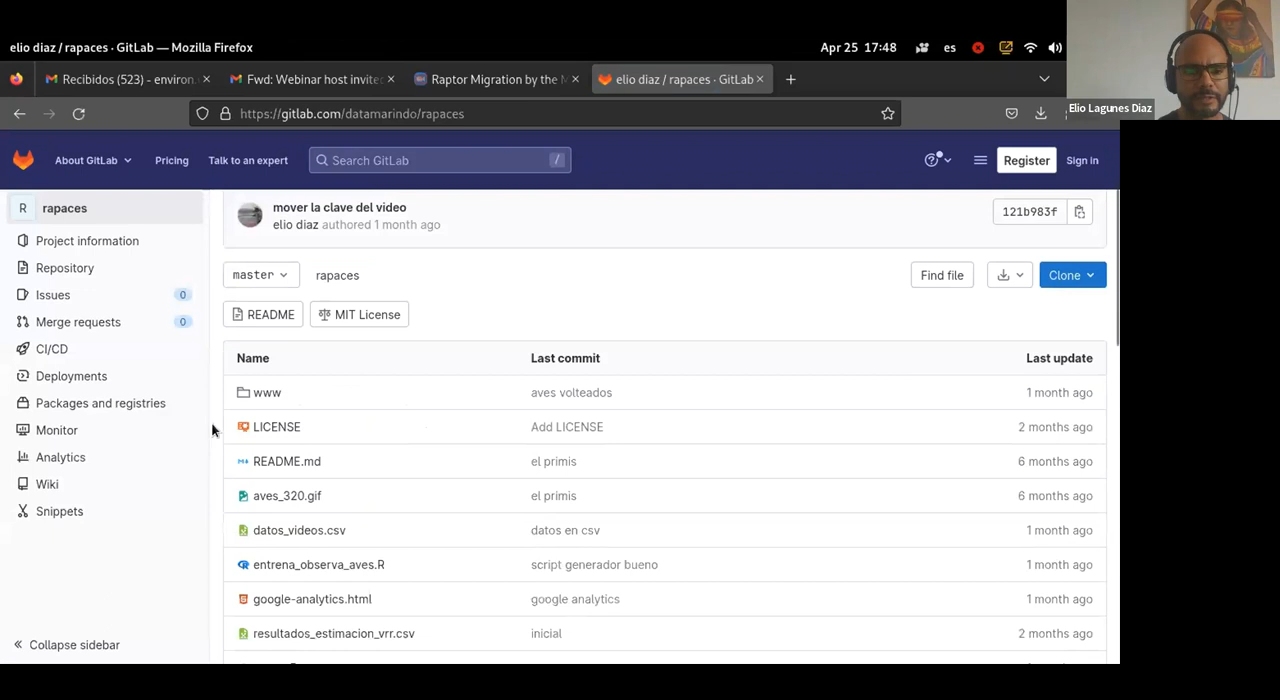 elio diaz / rapaces · GitLab — Mozilla Firefox
Apr 25 17:48
es
Recibidos (523) - environ
Fwd: Webinar host invite
Raptor Migration by the M
elio diaz / rapaces · GitLab
https://gitlab.com/datamarindo/rapaces
Elio Lagunes Diaz
About GitLab
Pricing
Talk to an expert
Search GitLab
/
Register
Sign in
R rapaces
Project information
Repository
Issues 0
Merge requests 0
CI/CD
Deployments
Packages and registries
Monitor
Analytics
Wiki
Snippets
Collapse sidebar
mover la clave del video
elio diaz authored 1 month ago
121b983f
master
rapaces
Find file
Clone
README
MIT License
Name Last commit Last update
www aves volteados 1 month ago
LICENSE Add LICENSE 2 months ago
README.md el primis 6 months ago
aves_320.gif el primis 6 months ago
datos_videos.csv datos en csv 1 month ago
entrena_observa_aves.R script generador bueno 1 month ago
google-analytics.html google analytics 1 month ago
resultados_estimacion_vrr.csv inicial 2 months ago